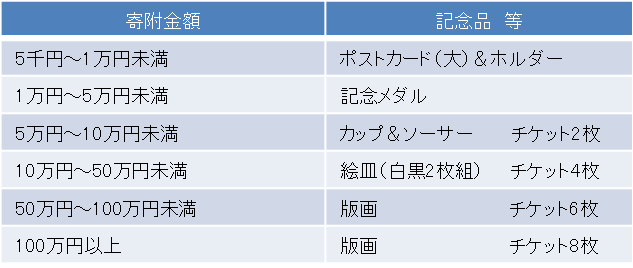 寄附金額 記念品 等
5千円～1万円未満 ポストカード（大）＆ホルダー
1万円～5万円未満 記念メダル
5万円～10万円未満 カップ＆ソーサー チケット2枚
10万円～50万円未満 絵皿（白黒2枚組） チケット4枚
50万円～100万円未満 版画 チケット6枚
100万円以上 版画 チケット8枚